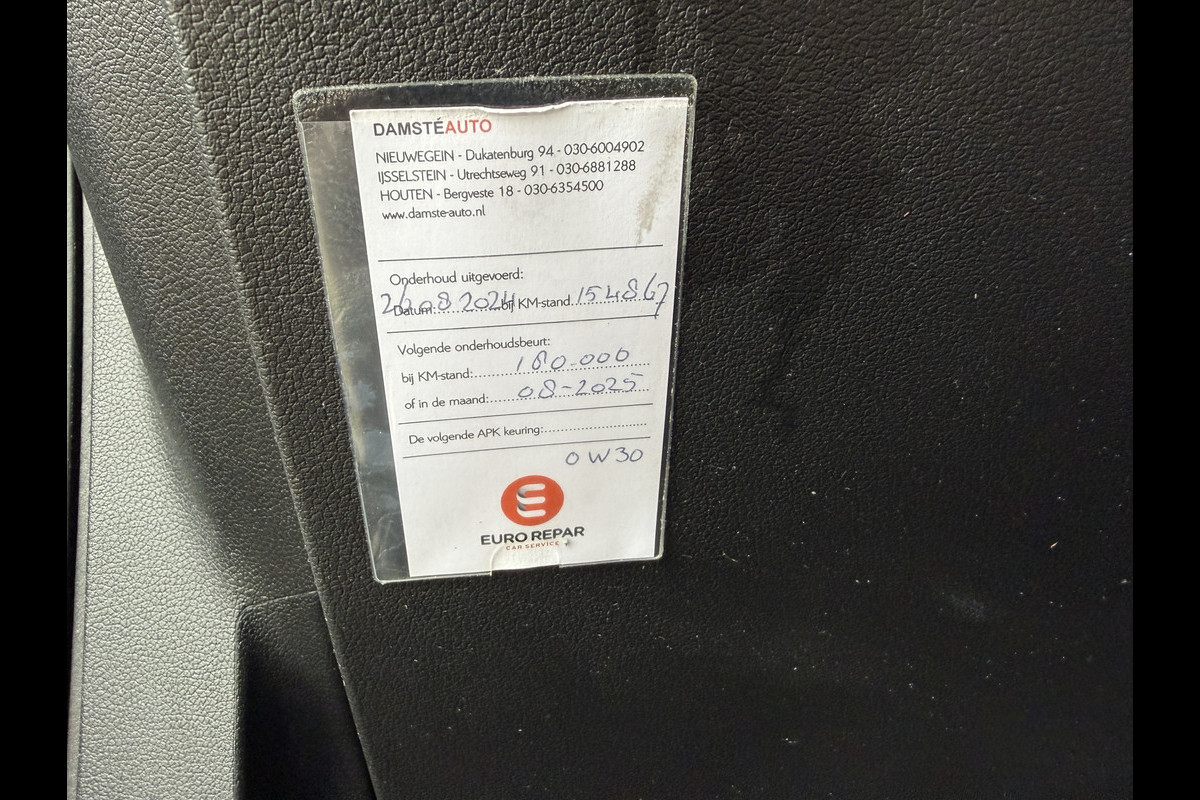 DAMSTÉAUTO
NIEUWEGEIN - Dukatenburg 94 - 030-6004902
IJSSELSTEIN - Utrechtseweg 91 - 030-6881288
HOUTEN - Bergveste 18 - 030-6354500
www.damste-auto.nl
Onderhoud uitgevoerd:
Datum: 08 2024 bij KM-stand 154867
Volgende onderhoudsbeurt:
bij KM-stand: 180.000
of in de maand: 08-2025
De volgende APK keuring:
0W30
EURO REPAR
CAR SERVICE